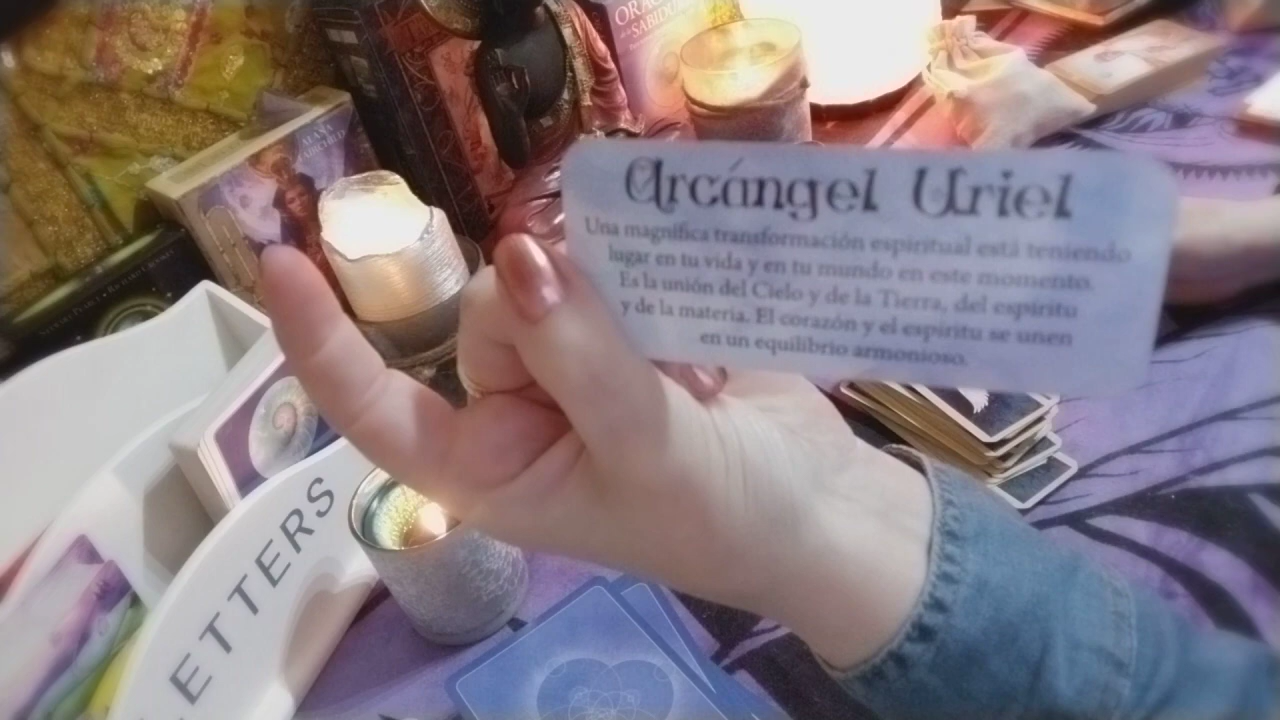 ORÁ
SABIDU
Arcángel Uriel
Una magnífica transformación espiritual está teniendo
lugar en tu vida y en tu mundo en este momento.
Es la unión del Cielo y de la Tierra, del espíritu
y de la materia. El corazón y el espíritu se unen
en un equilibrio armonioso.
LETTERS